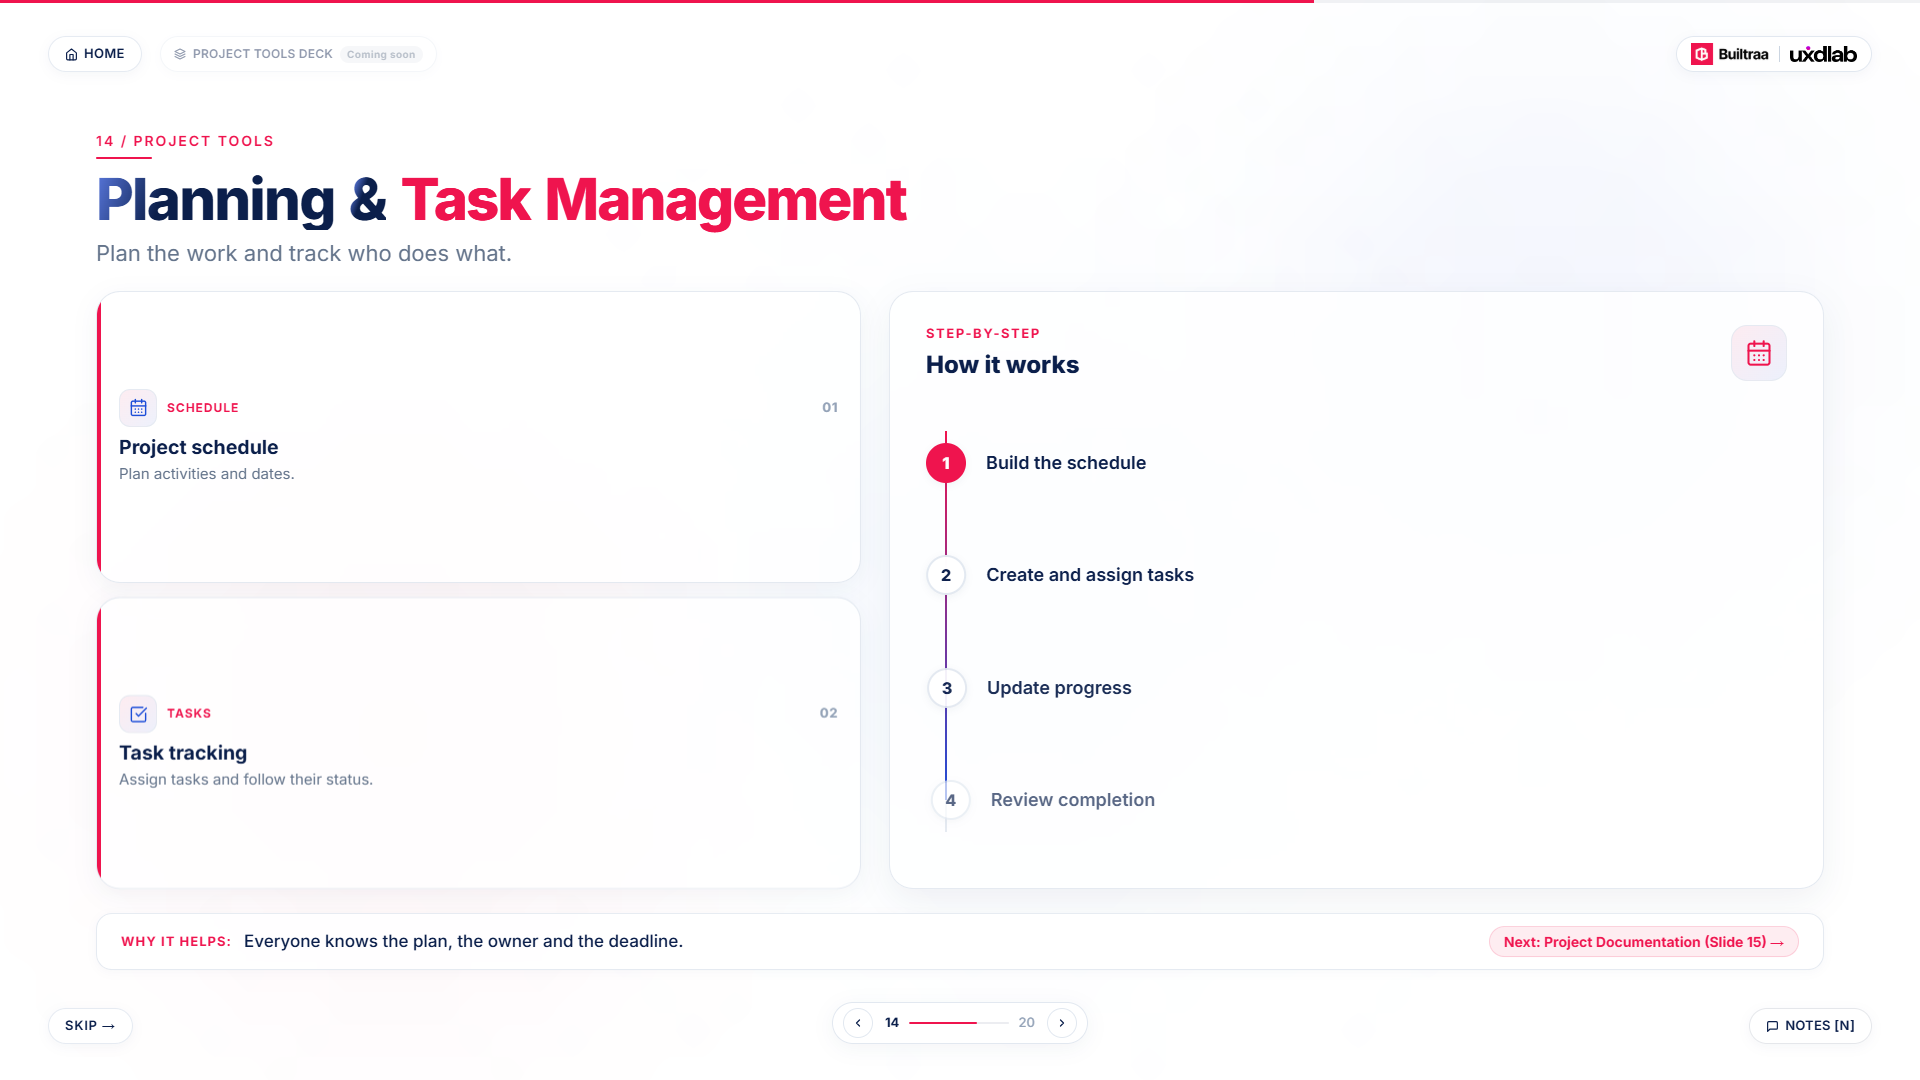 HOME
PROJECT TOOLS DECK Coming soon
Builtraa uxdlab
14 / PROJECT TOOLS
Planning & Task Management
Plan the work and track who does what.
SCHEDULE 01
Project schedule
Plan activities and dates.
TASKS 02
Task tracking
Assign tasks and follow their status.
STEP-BY-STEP
How it works
1 Build the schedule
2 Create and assign tasks
3 Update progress
4 Review completion
WHY IT HELPS: Everyone knows the plan, the owner and the deadline.
Next: Project Documentation (Slide 15) →
SKIP →
‹ 14 20 ›
NOTES [N]